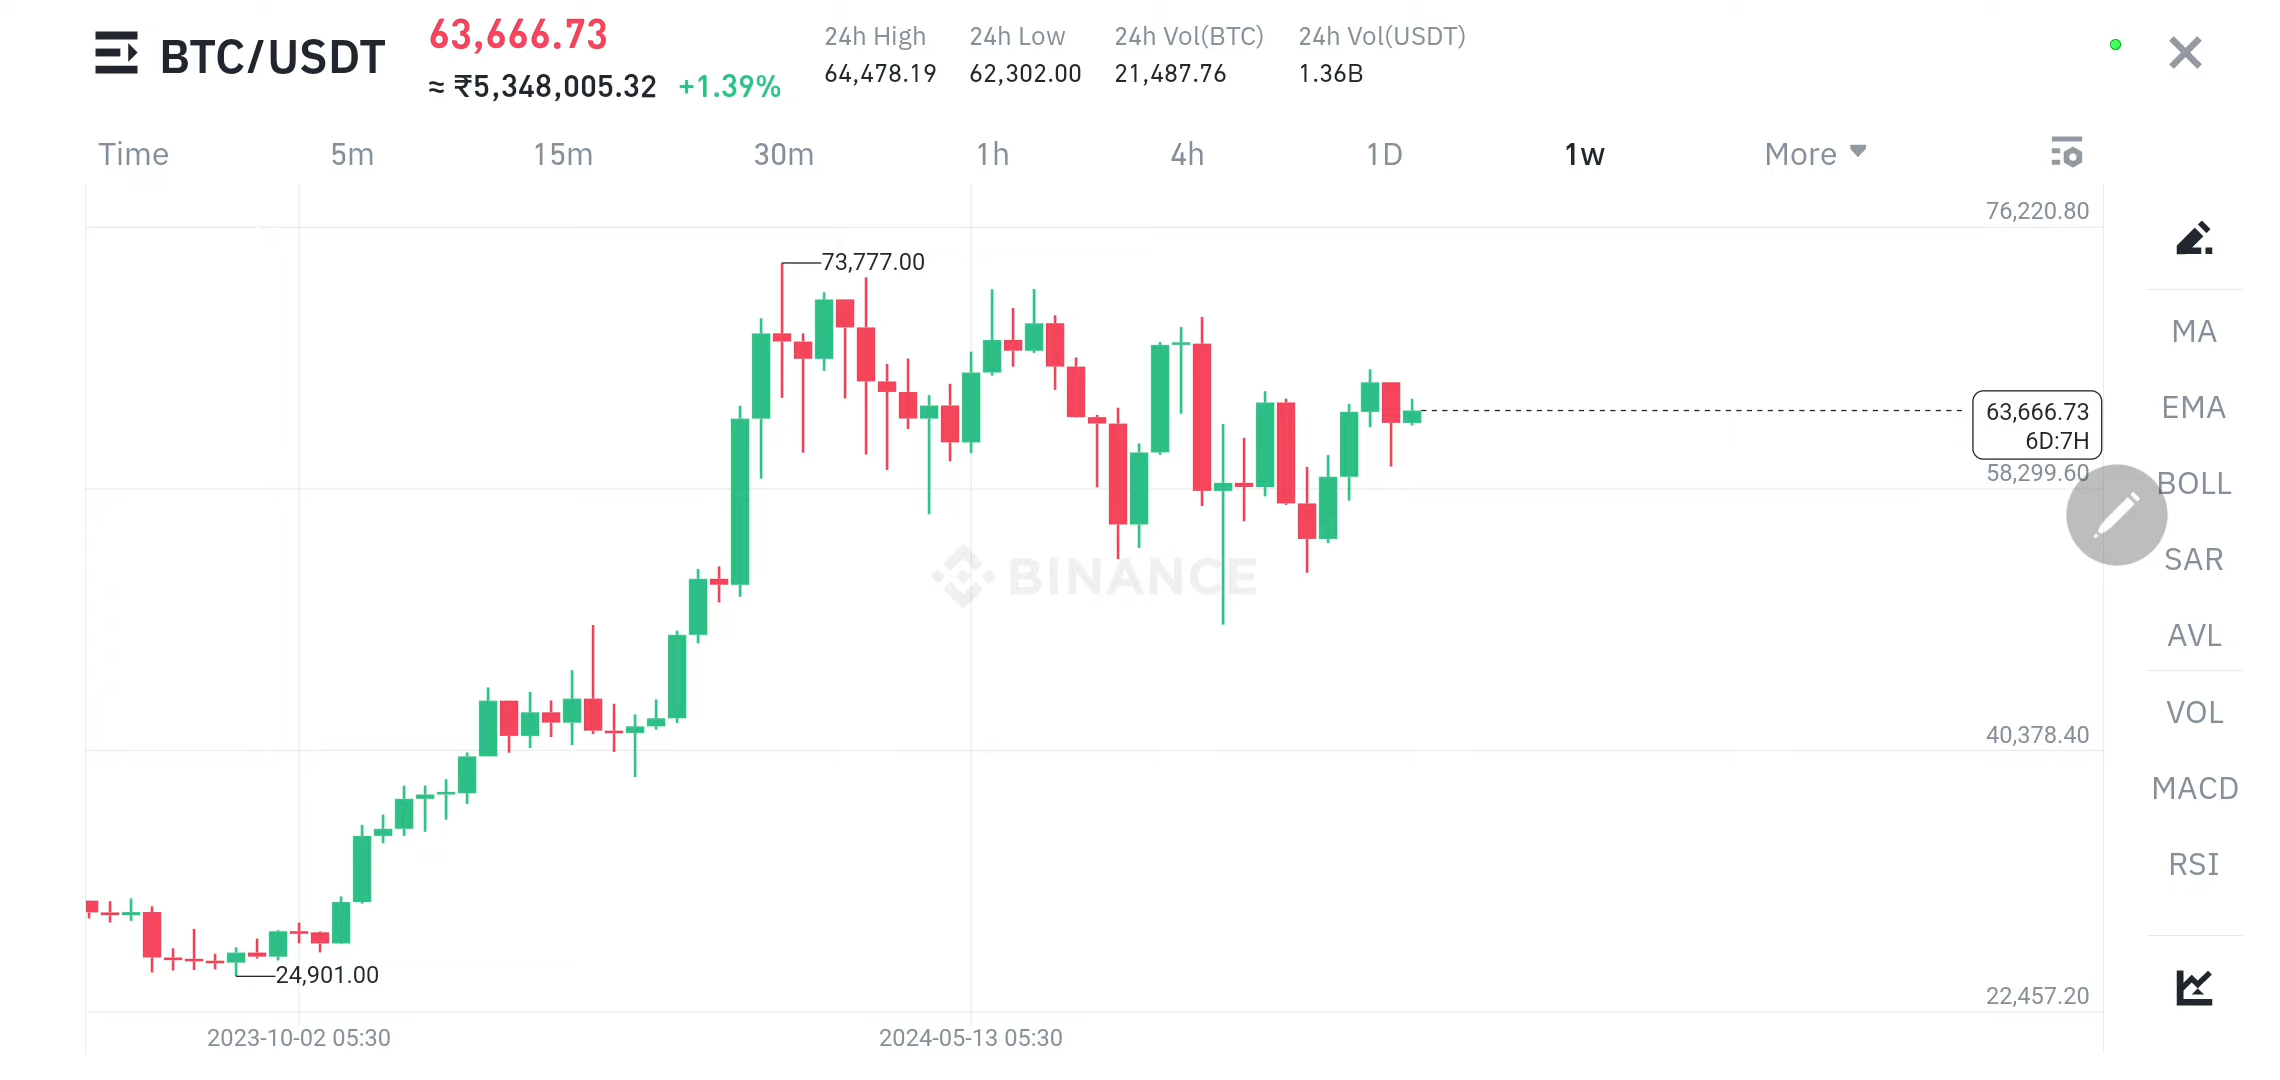 BTC/USDT
63,666.73
≈ ₹5,348,005.32 +1.39%
24h High 24h Low 24h Vol(BTC) 24h Vol(USDT)
64,478.19 62,302.00 21,487.76 1.36B
Time 5m 15m 30m 1h 4h 1D 1w More
76,220.80
73,777.00
MA
63,666.73
6D:7H
EMA
58,299.60
BOLL
BINANCE
SAR
AVL
40,378.40
VOL
MACD
RSI
24,901.00
22,457.20
2023-10-02 05:30 2024-05-13 05:30